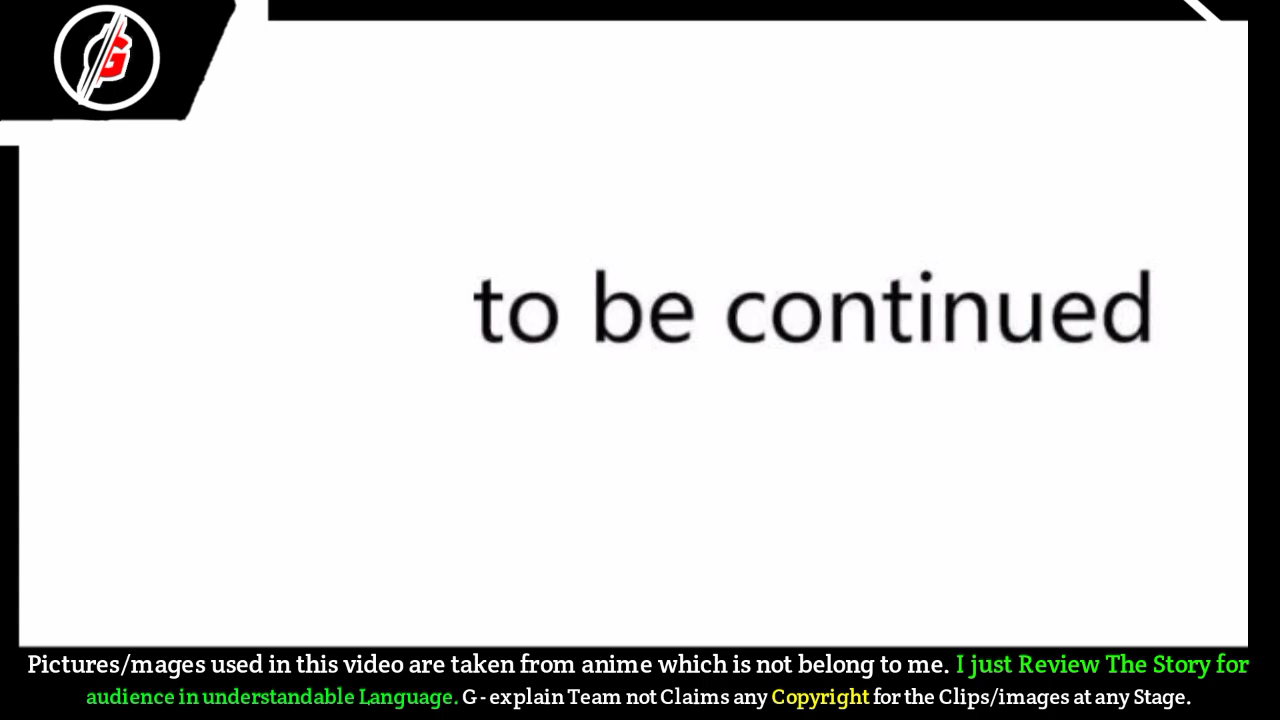 G
to be continued
Pictures/mages used in this video are taken from anime which is not belong to me. I just Review The Story for
audience in understandable Language. G - explain Team not Claims any Copyright for the Clips/images at any Stage.